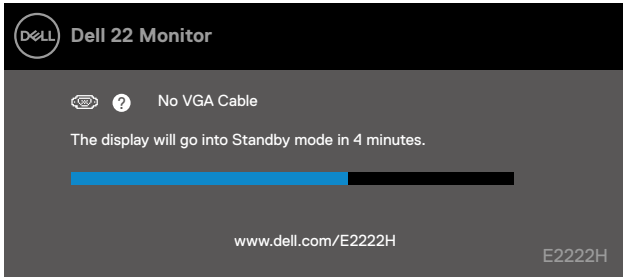 DELL Dell 22 Monitor
? No VGA Cable
The display will go into Standby mode in 4 minutes.
www.dell.com/E2222H
E2222H